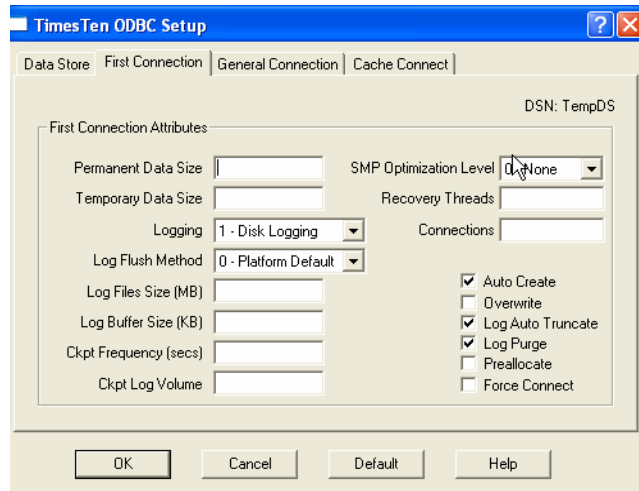 TimesTen ODBC Setup
Data Store First Connection General Connection Cache Connect
DSN: TempDS
First Connection Attributes
Permanent Data Size
Temporary Data Size
Logging 1 - Disk Logging
Log Flush Method 0 - Platform Default
Log Files Size (MB)
Log Buffer Size (KB)
Ckpt Frequency (secs)
Ckpt Log Volume
SMP Optimization Level 0 - None
Recovery Threads
Connections
Auto Create
Overwrite
Log Auto Truncate
Log Purge
Preallocate
Force Connect
OK Cancel Default Help